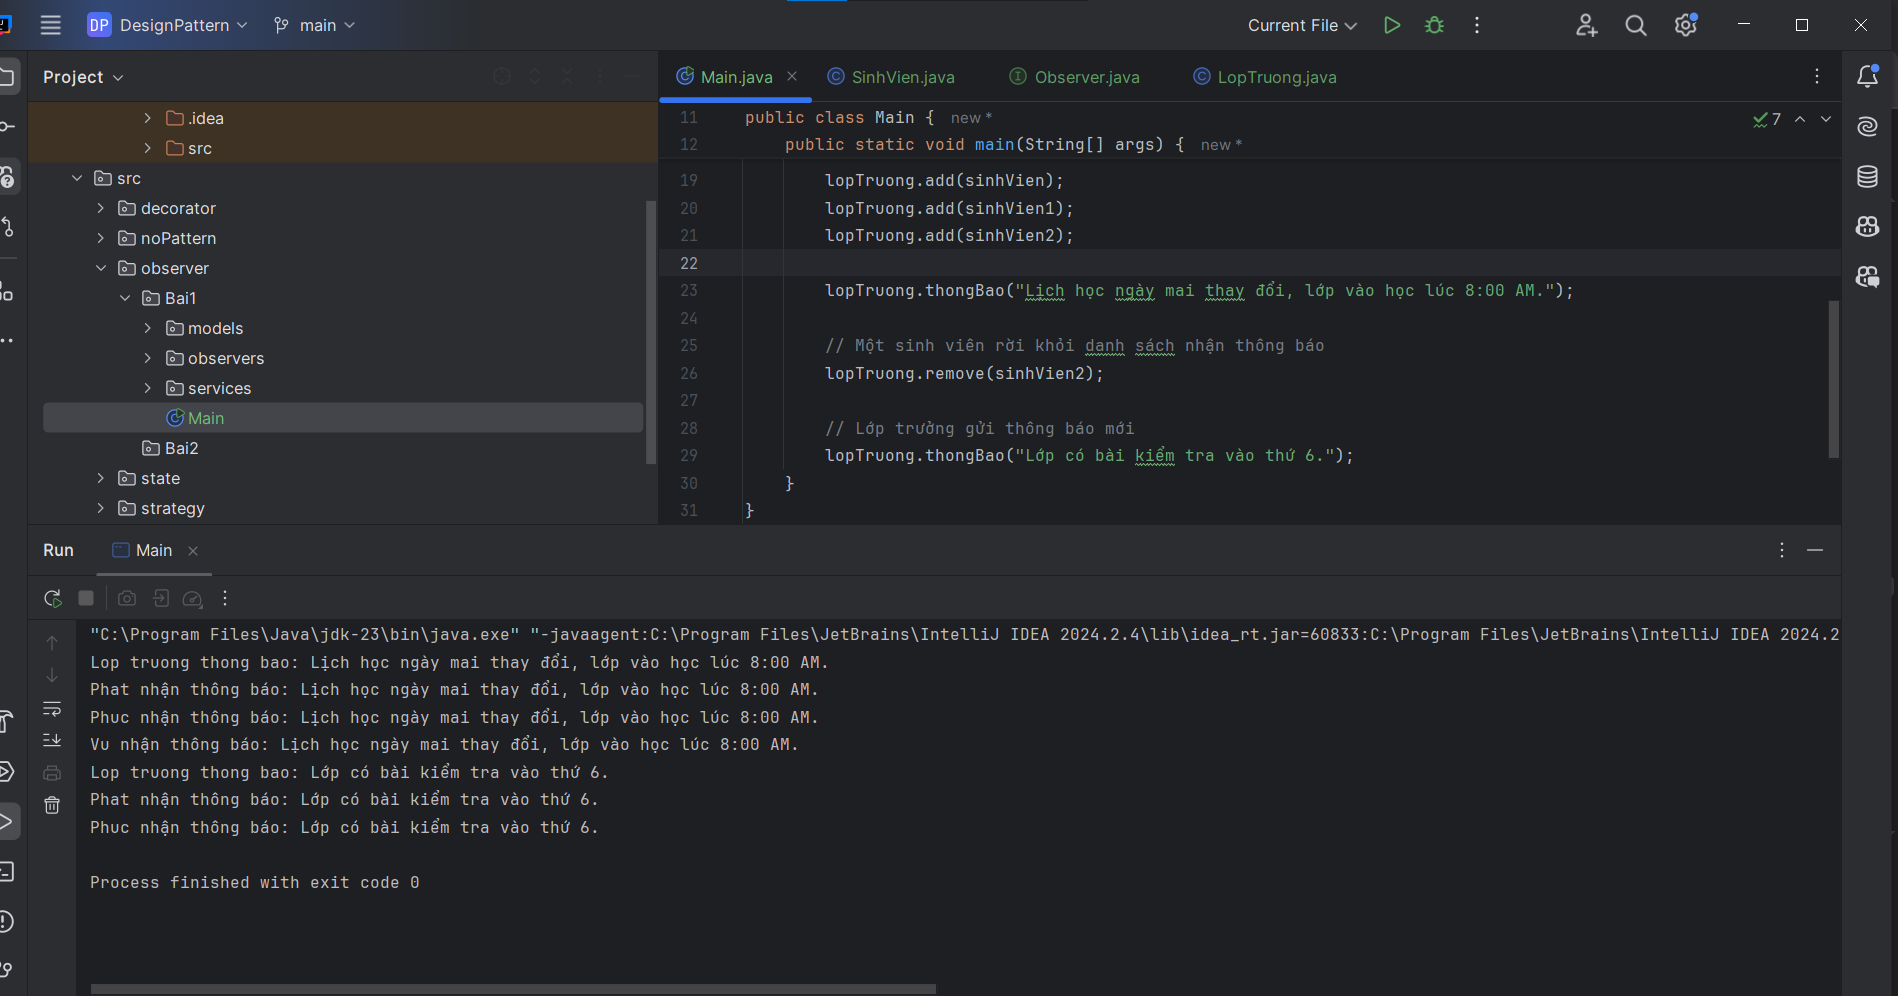 DP DesignPattern main Current File
Project
Main.java SinhVien.java Observer.java LopTruong.java
.idea
src
src
decorator
noPattern
observer
Bai1
models
observers
services
Main
Bai2
state
strategy
11 public class Main { new *
7
12 public static void main(String[] args) { new *
19 lopTruong.add(sinhVien);
20 lopTruong.add(sinhVien1);
21 lopTruong.add(sinhVien2);
22
23 lopTruong.thongBao("Lịch học ngày mai thay đổi, lớp vào học lúc 8:00 AM.");
24
25 // Một sinh viên rời khỏi danh sách nhận thông báo
26 lopTruong.remove(sinhVien2);
27
28 // Lớp trưởng gửi thông báo mới
29 lopTruong.thongBao("Lớp có bài kiểm tra vào thứ 6.");
30 }
31 }
Run Main
"C:\Program Files\Java\jdk-23\bin\java.exe" "-javaagent:C:\Program Files\JetBrains\IntelliJ IDEA 2024.2.4\lib\idea_rt.jar=60833:C:\Program Files\JetBrains\IntelliJ IDEA 2024.2
Lop truong thong bao: Lịch học ngày mai thay đổi, lớp vào học lúc 8:00 AM.
Phat nhận thông báo: Lịch học ngày mai thay đổi, lớp vào học lúc 8:00 AM.
Phuc nhận thông báo: Lịch học ngày mai thay đổi, lớp vào học lúc 8:00 AM.
Vu nhận thông báo: Lịch học ngày mai thay đổi, lớp vào học lúc 8:00 AM.
Lop truong thong bao: Lớp có bài kiểm tra vào thứ 6.
Phat nhận thông báo: Lớp có bài kiểm tra vào thứ 6.
Phuc nhận thông báo: Lớp có bài kiểm tra vào thứ 6.
Process finished with exit code 0